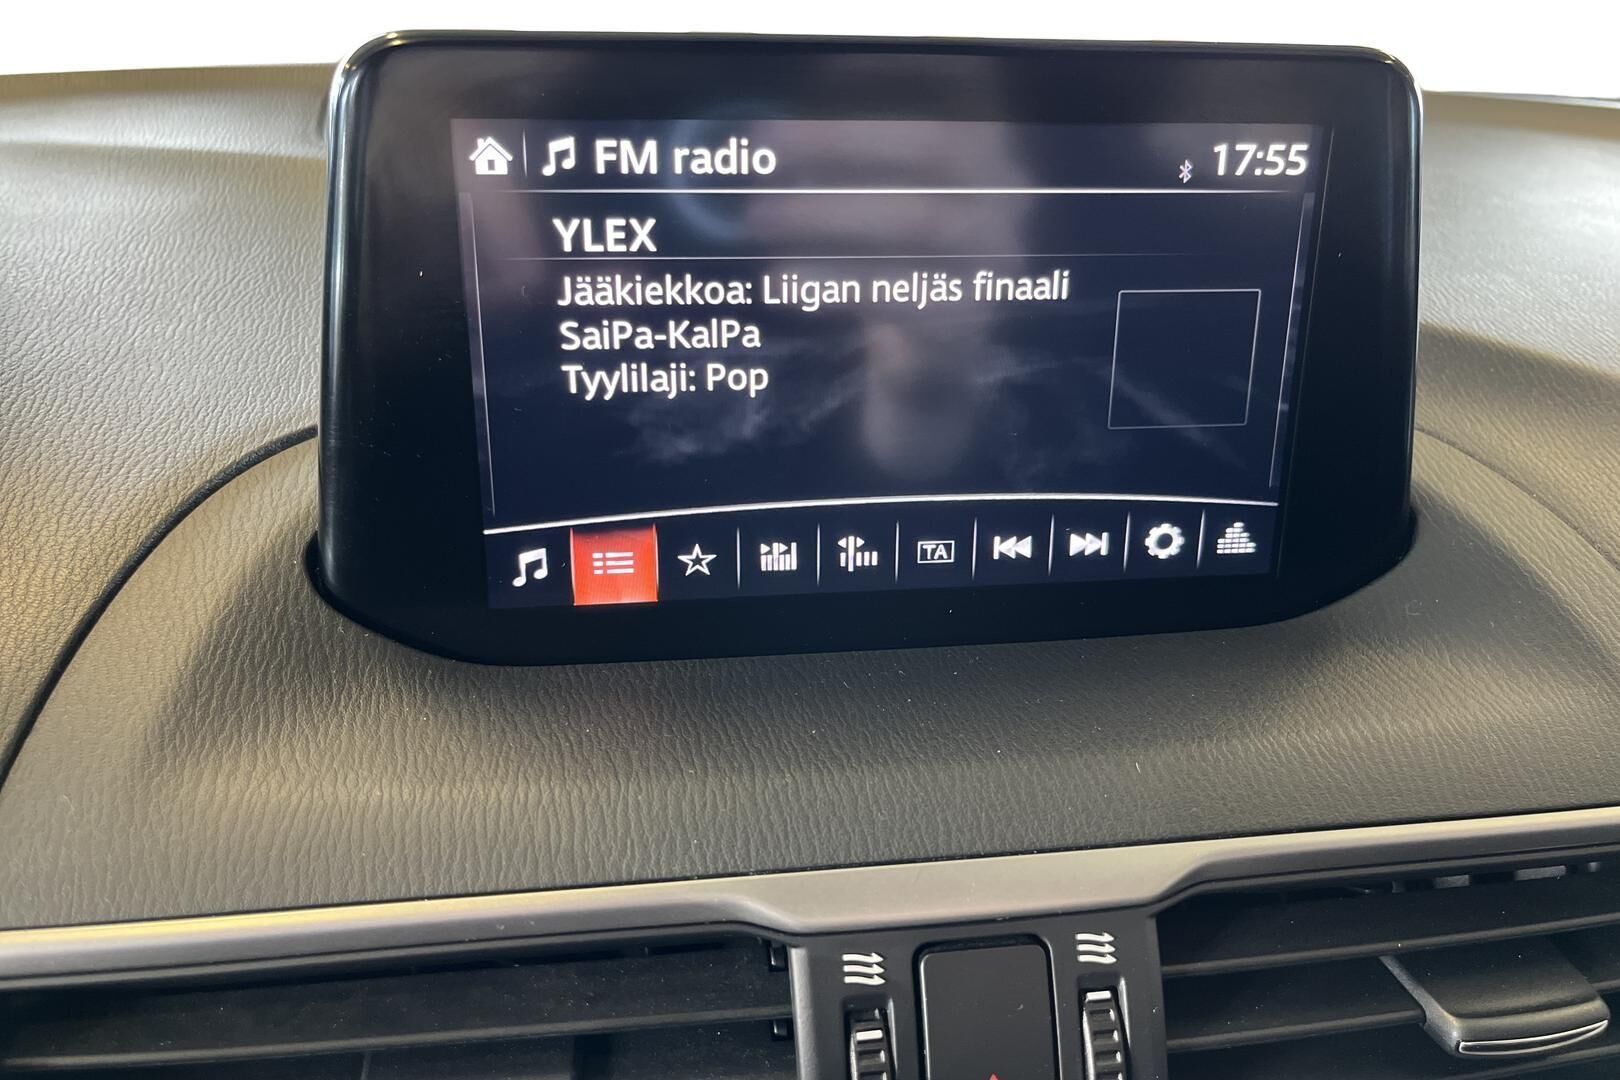 FM radio 17:55
YLEX
Jääkiekkoa: Liigan neljäs finaali
SaiPa-KalPa
Tyylilaji: Pop
TA